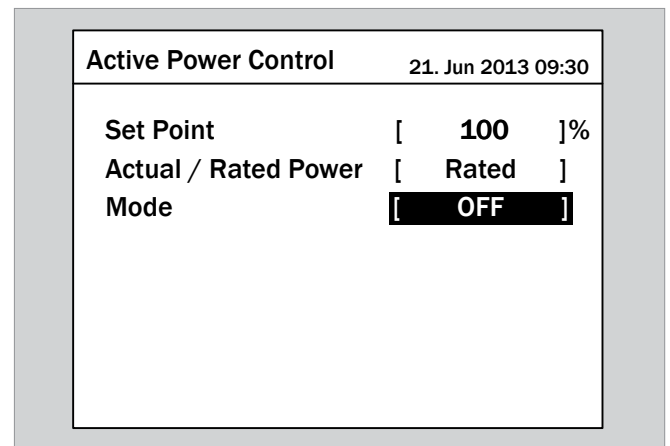 Active Power Control 21. Jun 2013 09:30
Set Point [ 100 ]%
Actual / Rated Power [ Rated ]
Mode [ OFF ]